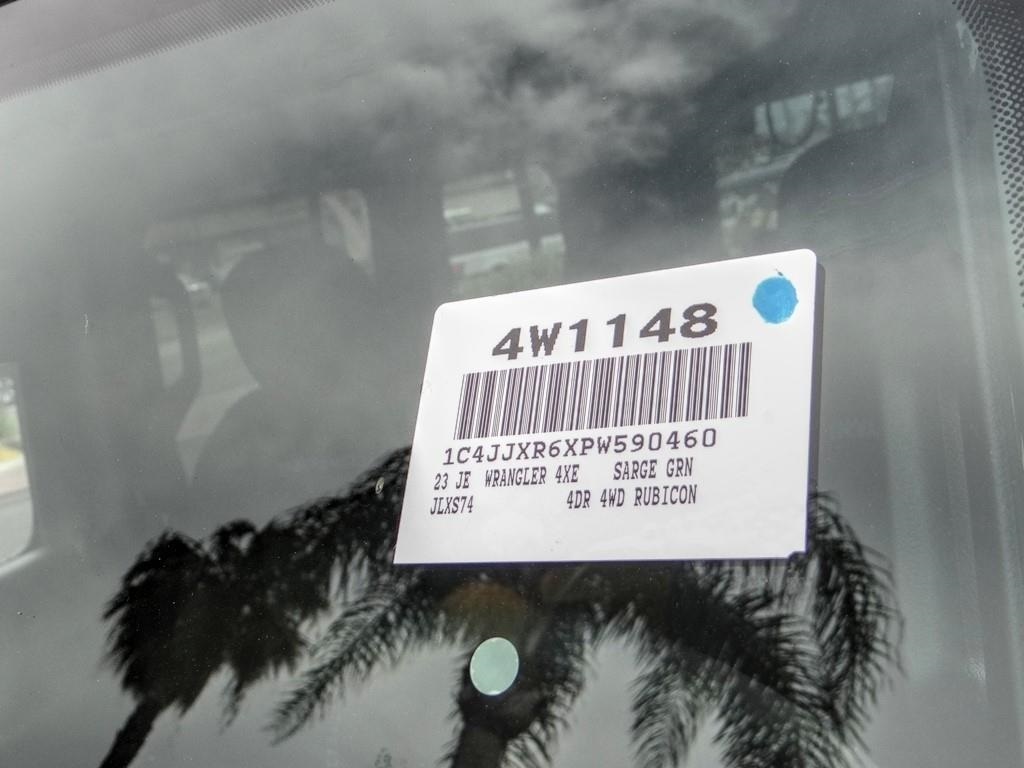 4W1148
1C4JJXR6XPW590460
23 JE WRANGLER 4XE SARGE GRN
JLXS74 4DR 4WD RUBICON